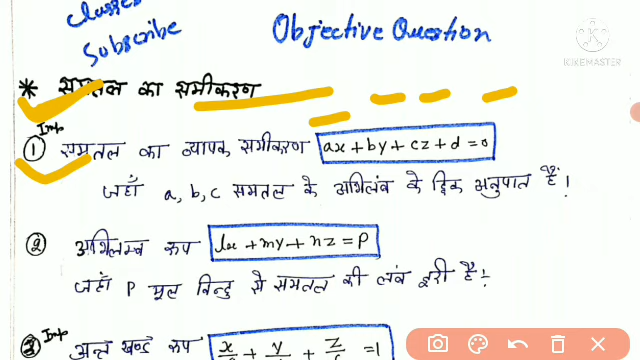 Classes
Subscribe
Objective Question
KINEMASTER
* समतल का समीकरण
Imp
① समतल का व्यापक समीकरण ax + by + cz + d = 0
जहाँ a, b, c समतल के अभिलंब के दिक अनुपात हैं।
② अभिलम्ब रूप lx + my + nz = P
जहाँ P मूल बिन्दु से समतल की लंब दूरी है।
Imp
③ अन्तः खण्ड रूप x/ + y/ + z/ = 1